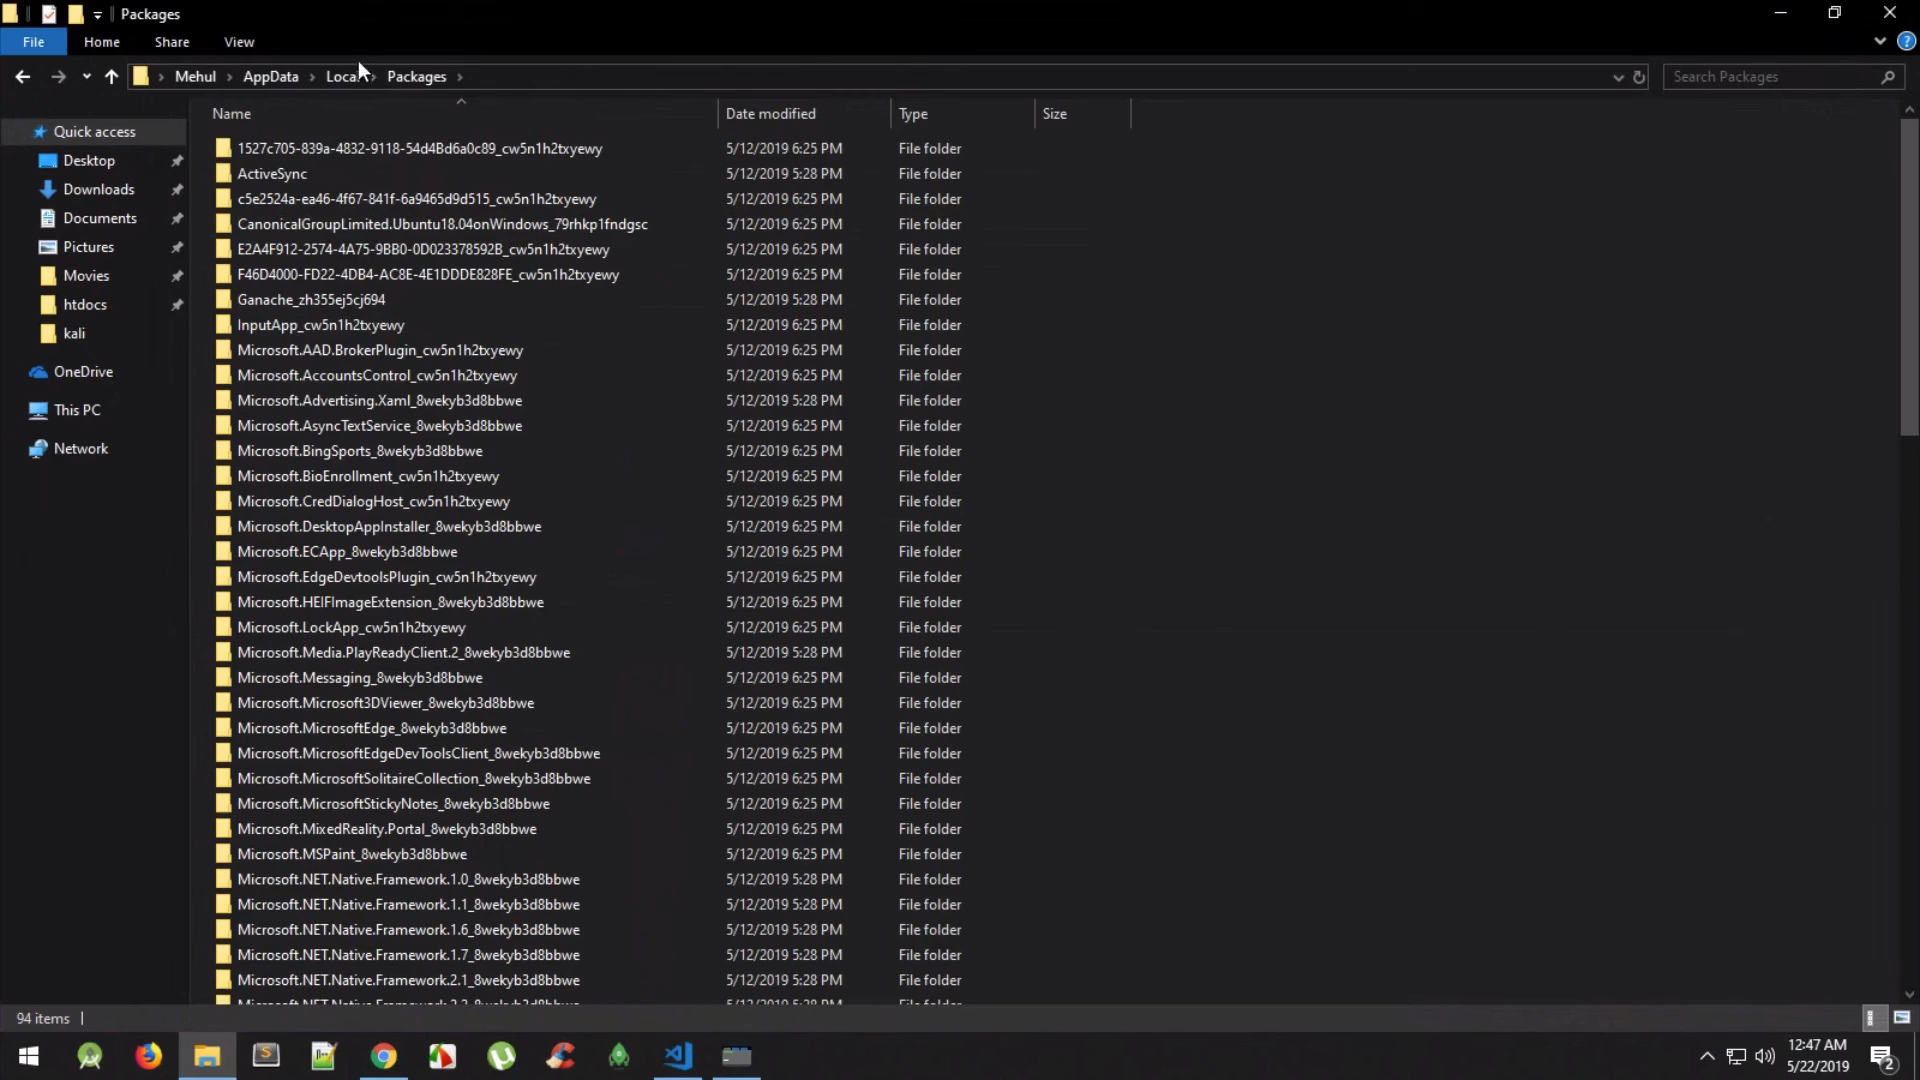 Packages
File Home Share View
Mehul AppData Local Packages
Search Packages
Name Date modified Type Size
Quick access
Desktop
Downloads
Documents
Pictures
Movies
htdocs
kali
OneDrive
This PC
Network
1527c705-839a-4832-9118-54d4Bd6a0c89_cw5n1h2txyewy 5/12/2019 6:25 PM File folder
ActiveSync 5/12/2019 5:28 PM File folder
c5e2524a-ea46-4f67-841f-6a9465d9d515_cw5n1h2txyewy 5/12/2019 6:25 PM File folder
CanonicalGroupLimited.Ubuntu18.04onWindows_79rhkp1fndgsc 5/12/2019 6:25 PM File folder
E2A4F912-2574-4A75-9BB0-0D023378592B_cw5n1h2txyewy 5/12/2019 6:25 PM File folder
F46D4000-FD22-4DB4-AC8E-4E1DDDE828FE_cw5n1h2txyewy 5/12/2019 6:25 PM File folder
Ganache_zh355ej5cj694 5/12/2019 5:28 PM File folder
InputApp_cw5n1h2txyewy 5/12/2019 6:25 PM File folder
Microsoft.AAD.BrokerPlugin_cw5n1h2txyewy 5/12/2019 6:25 PM File folder
Microsoft.AccountsControl_cw5n1h2txyewy 5/12/2019 6:25 PM File folder
Microsoft.Advertising.Xaml_8wekyb3d8bbwe 5/12/2019 5:28 PM File folder
Microsoft.AsyncTextService_8wekyb3d8bbwe 5/12/2019 6:25 PM File folder
Microsoft.BingSports_8wekyb3d8bbwe 5/12/2019 6:25 PM File folder
Microsoft.BioEnrollment_cw5n1h2txyewy 5/12/2019 6:25 PM File folder
Microsoft.CredDialogHost_cw5n1h2txyewy 5/12/2019 6:25 PM File folder
Microsoft.DesktopAppInstaller_8wekyb3d8bbwe 5/12/2019 6:25 PM File folder
Microsoft.ECApp_8wekyb3d8bbwe 5/12/2019 6:25 PM File folder
Microsoft.EdgeDevtoolsPlugin_cw5n1h2txyewy 5/12/2019 6:25 PM File folder
Microsoft.HEIFImageExtension_8wekyb3d8bbwe 5/12/2019 6:25 PM File folder
Microsoft.LockApp_cw5n1h2txyewy 5/12/2019 6:25 PM File folder
Microsoft.Media.PlayReadyClient.2_8wekyb3d8bbwe 5/12/2019 5:28 PM File folder
Microsoft.Messaging_8wekyb3d8bbwe 5/12/2019 6:25 PM File folder
Microsoft.Microsoft3DViewer_8wekyb3d8bbwe 5/12/2019 6:25 PM File folder
Microsoft.MicrosoftEdge_8wekyb3d8bbwe 5/12/2019 6:25 PM File folder
Microsoft.MicrosoftEdgeDevToolsClient_8wekyb3d8bbwe 5/12/2019 6:25 PM File folder
Microsoft.MicrosoftSolitaireCollection_8wekyb3d8bbwe 5/12/2019 6:25 PM File folder
Microsoft.MicrosoftStickyNotes_8wekyb3d8bbwe 5/12/2019 6:25 PM File folder
Microsoft.MixedReality.Portal_8wekyb3d8bbwe 5/12/2019 6:25 PM File folder
Microsoft.MSPaint_8wekyb3d8bbwe 5/12/2019 6:25 PM File folder
Microsoft.NET.Native.Framework.1.0_8wekyb3d8bbwe 5/12/2019 5:28 PM File folder
Microsoft.NET.Native.Framework.1.1_8wekyb3d8bbwe 5/12/2019 5:28 PM File folder
Microsoft.NET.Native.Framework.1.6_8wekyb3d8bbwe 5/12/2019 5:28 PM File folder
Microsoft.NET.Native.Framework.1.7_8wekyb3d8bbwe 5/12/2019 5:28 PM File folder
Microsoft.NET.Native.Framework.2.1_8wekyb3d8bbwe 5/12/2019 5:28 PM File folder
94 items
12:47 AM
5/22/2019
2